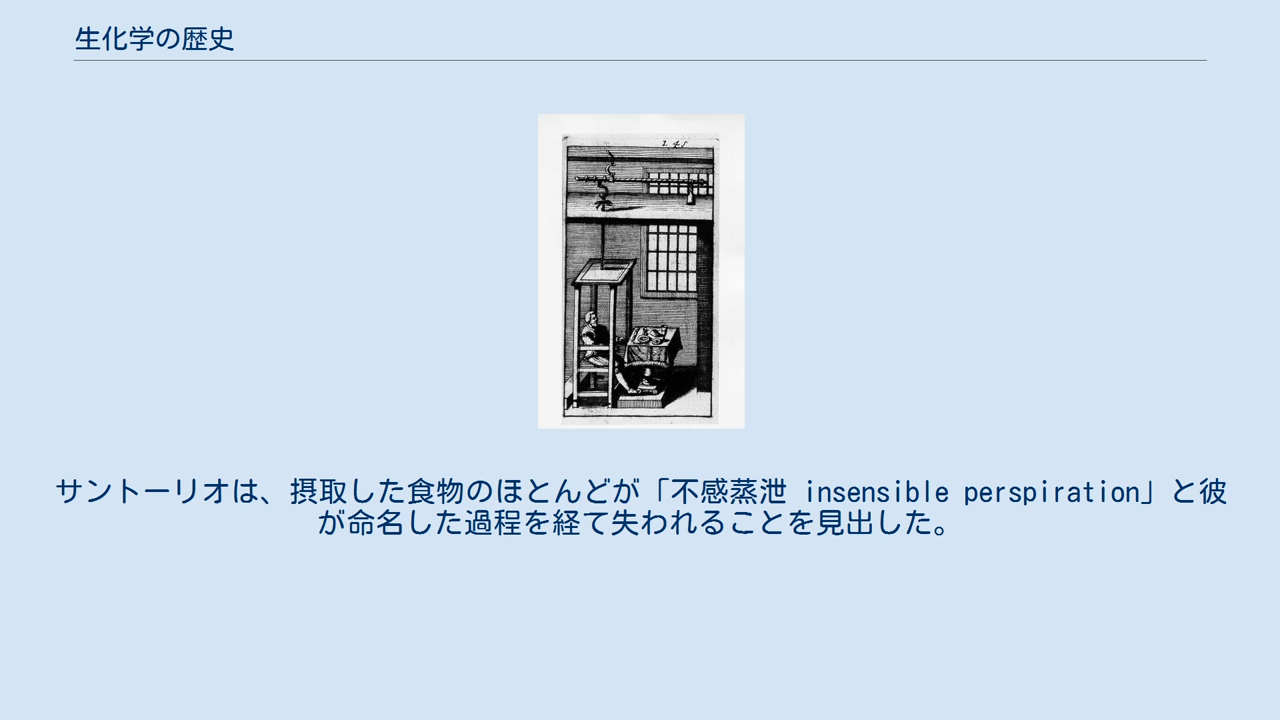 生化学の歴史
サントーリオは、摂取した食物のほとんどが「不感蒸泄 insensible perspiration」と彼
が命名した過程を経て失われることを見出した。